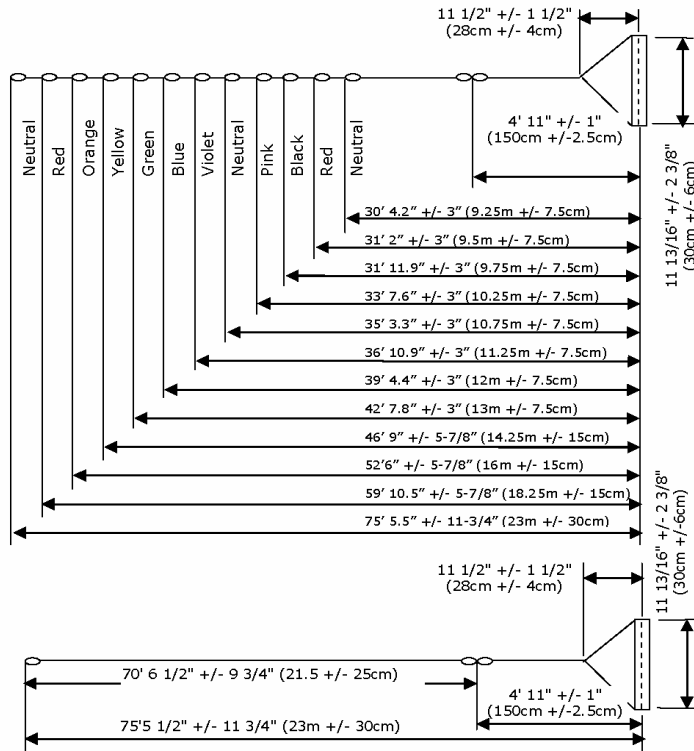 11 1/2" +/- 1 1/2"
(28cm +/- 4cm)
4' 11" +/- 1"
(150cm +/-2.5cm)
11 13/16" +/- 2 3/8"
(30cm +/- 6cm)
Neutral
Red
Orange
Yellow
Green
Blue
Violet
Neutral
Pink
Black
Red
Neutral
30’ 4.2” +/- 3” (9.25m +/- 7.5cm)
31’ 2” +/- 3” (9.5m +/- 7.5cm)
31’ 11.9” +/- 3” (9.75m +/- 7.5cm)
33’ 7.6” +/- 3” (10.25m +/- 7.5cm)
35’ 3.3” +/- 3” (10.75m +/- 7.5cm)
36’ 10.9” +/- 3” (11.25m +/- 7.5cm)
39’ 4.4” +/- 3” (12m +/- 7.5cm)
42’ 7.8” +/- 3” (13m +/- 7.5cm)
46’ 9” +/- 5-7/8” (14.25m +/- 15cm)
52’6” +/- 5-7/8” (16m +/- 15cm)
59’ 10.5” +/- 5-7/8” (18.25m +/- 15cm)
75’ 5.5” +/- 11-3/4” (23m +/- 30cm)
11 1/2" +/- 1 1/2"
(28cm +/- 4cm)
11 13/16" +/- 2 3/8"
(30cm +/-6cm)
70' 6 1/2" +/- 9 3/4" (21.5 +/- 25cm)
4' 11" +/- 1"
(150cm +/-2.5cm)
75'5 1/2" +/- 11 3/4" (23m +/- 30cm)